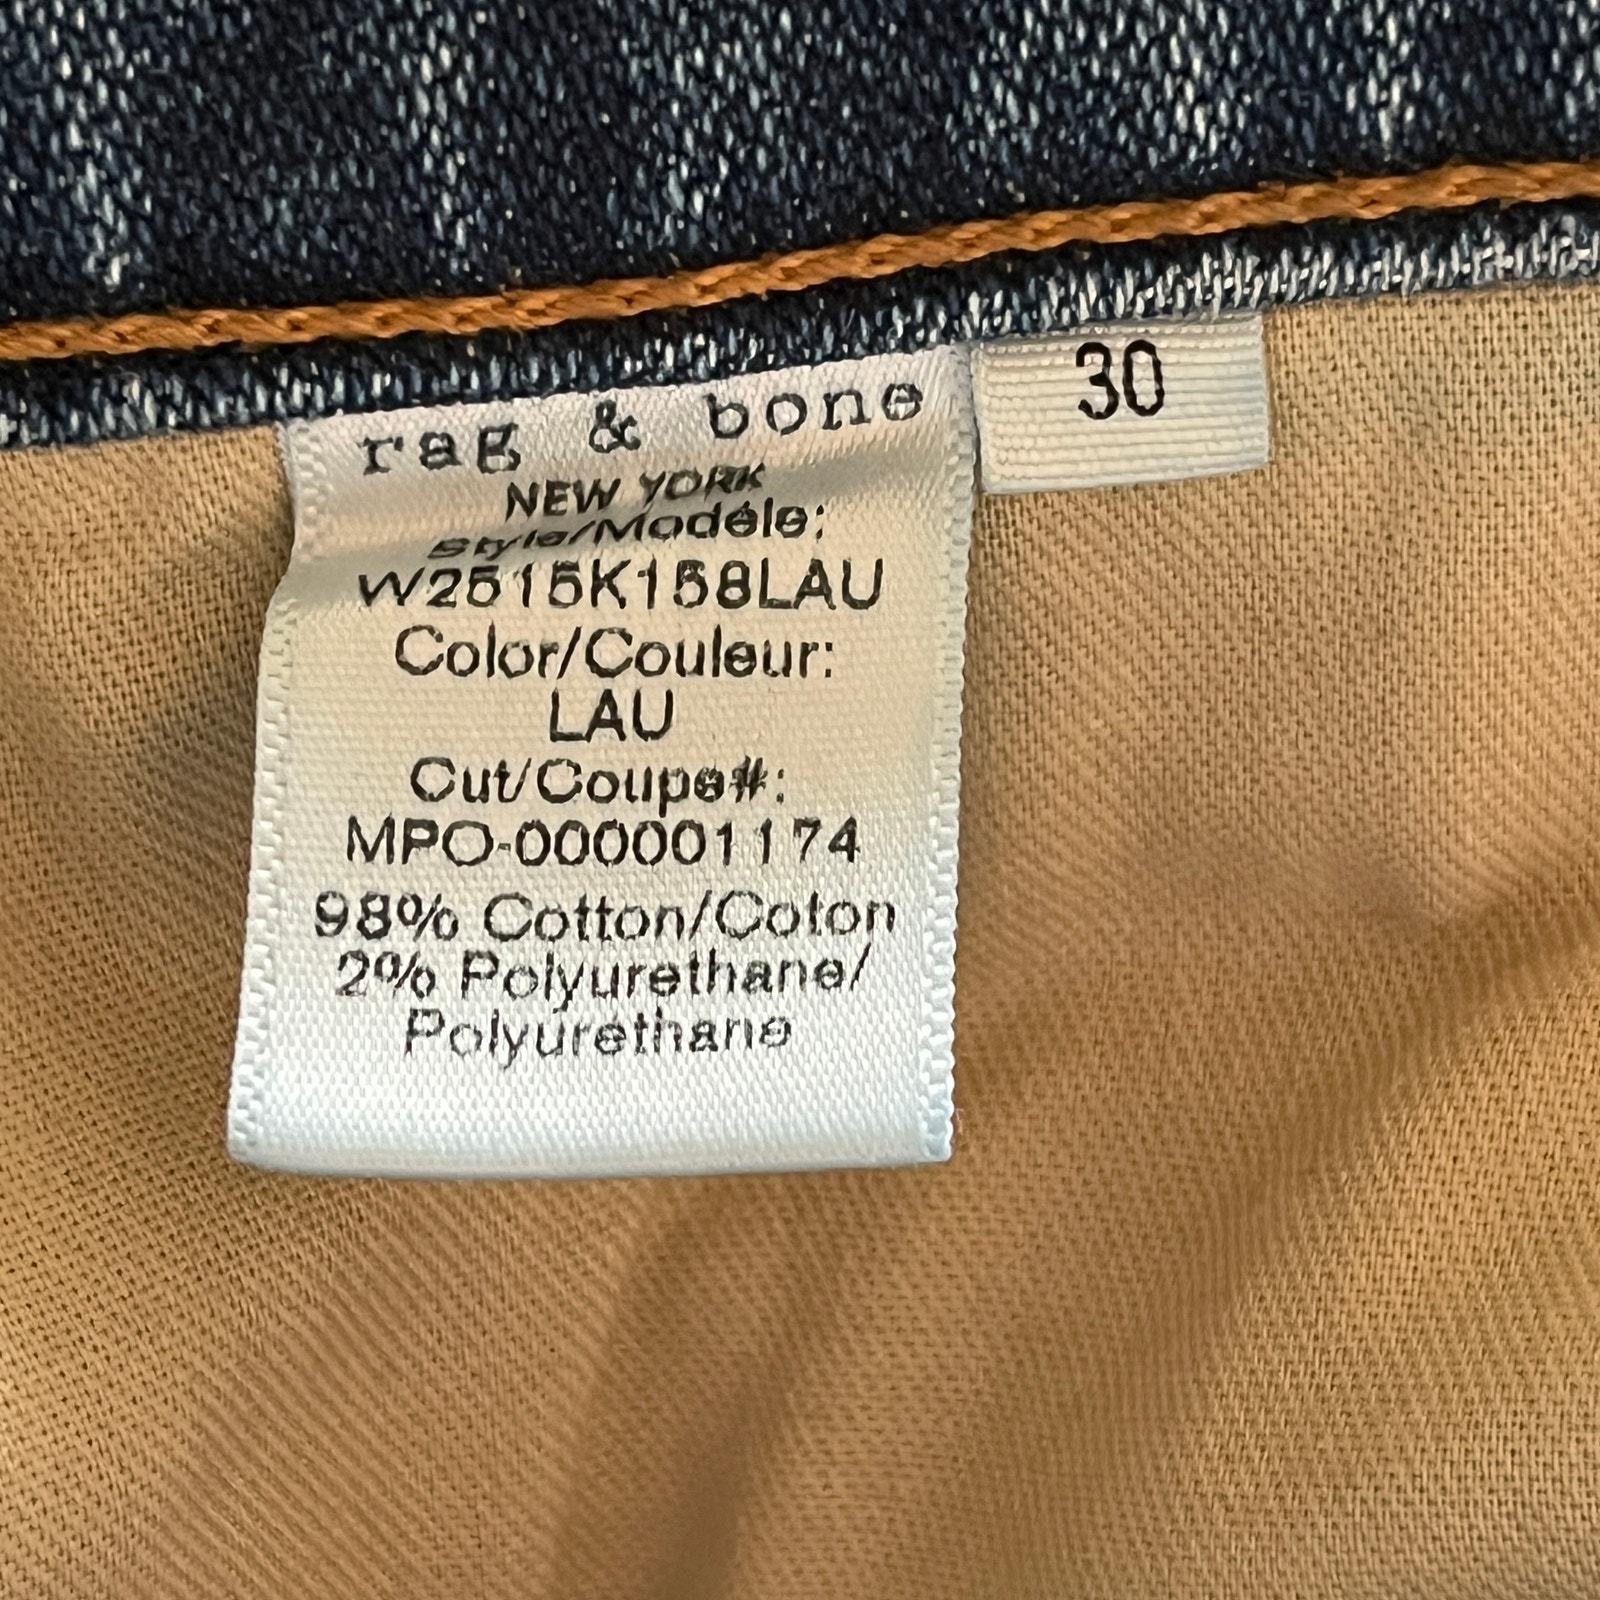 rag & bone
30
NEW YORK
Style/Modèle:
W2515K158LAU
Color/Couleur:
LAU
Cut/Coupe#:
MPO-000001174
98% Cotton/Coton
2% Polyurethane/
Polyuréthane